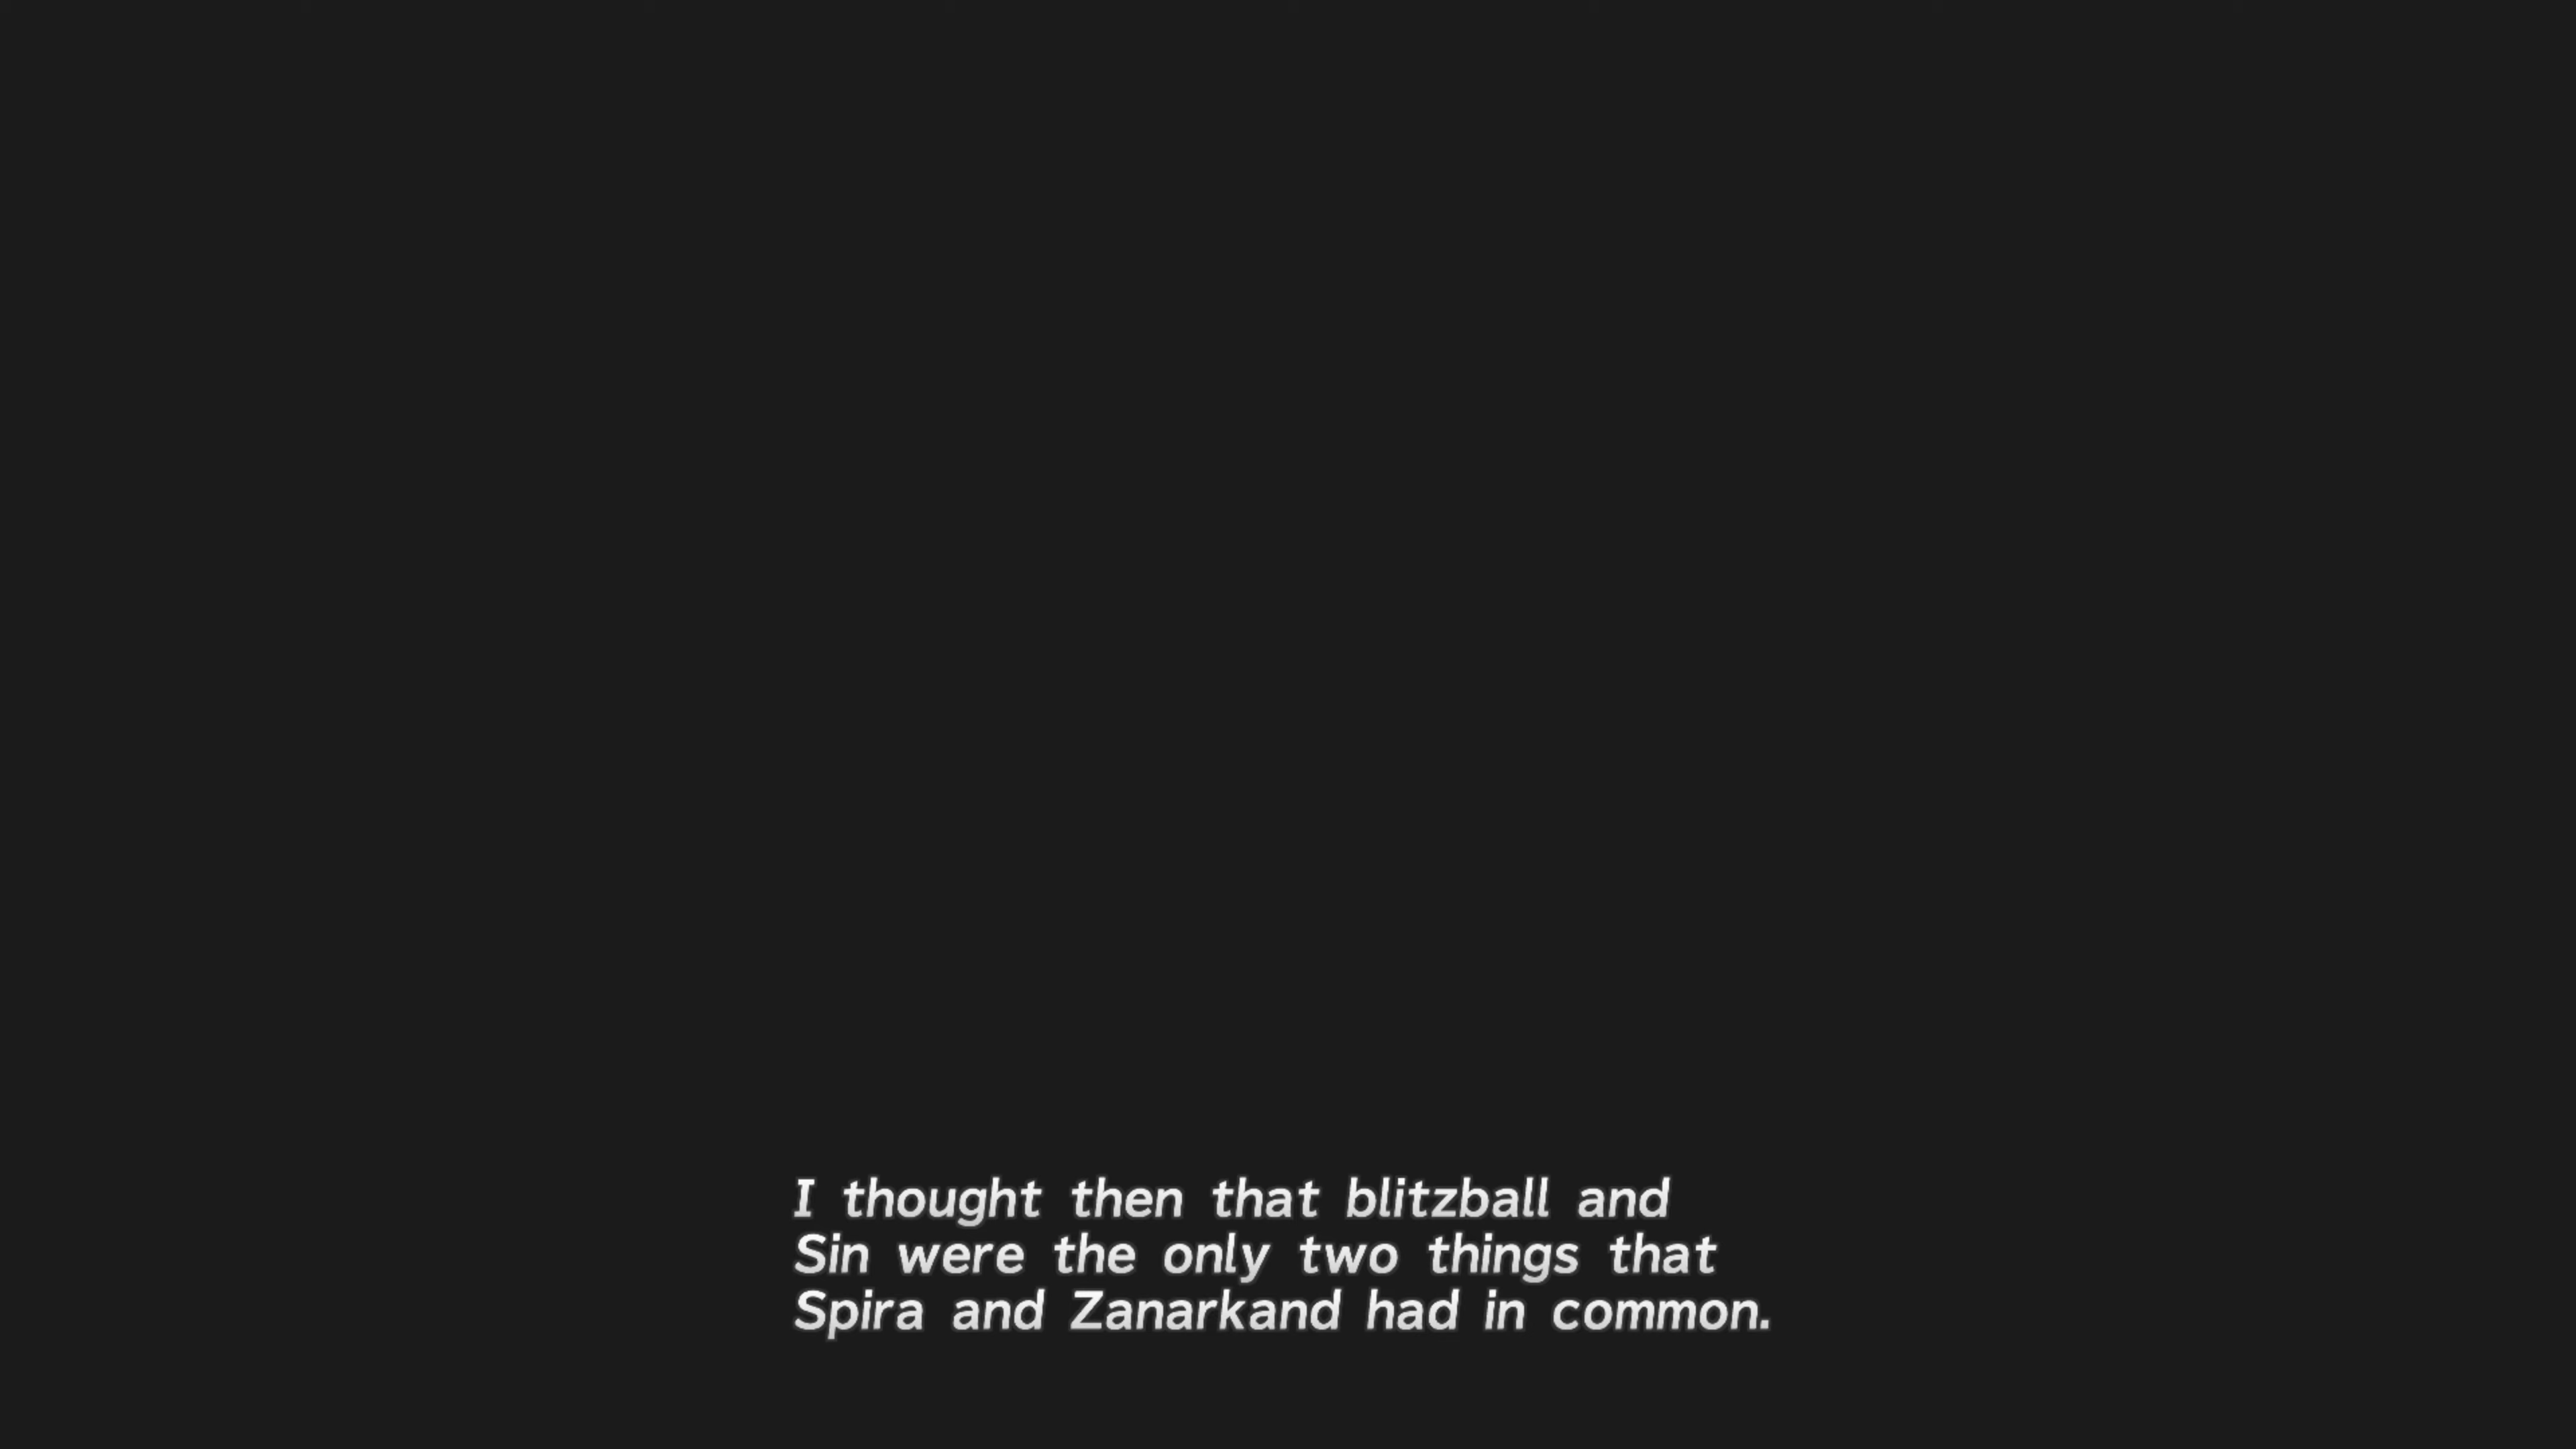 I thought then that blitzball and
Sin were the only two things that
Spira and Zanarkand had in common.